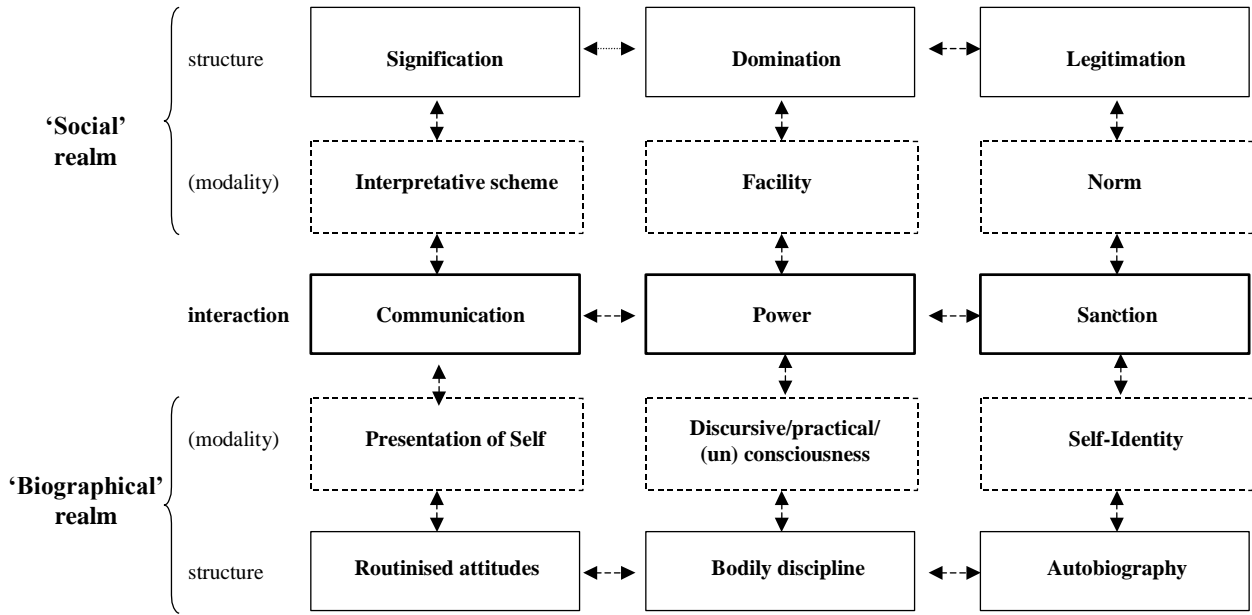 structure
Signification
Domination
Legitimation
‘Social’
realm
(modality)
Interpretative scheme
Facility
Norm
interaction
Communication
Power
Sanction
(modality)
Presentation of Self
Discursive/practical/
(un) consciousness
Self-Identity
‘Biographical’
realm
structure
Routinised attitudes
Bodily discipline
Autobiography